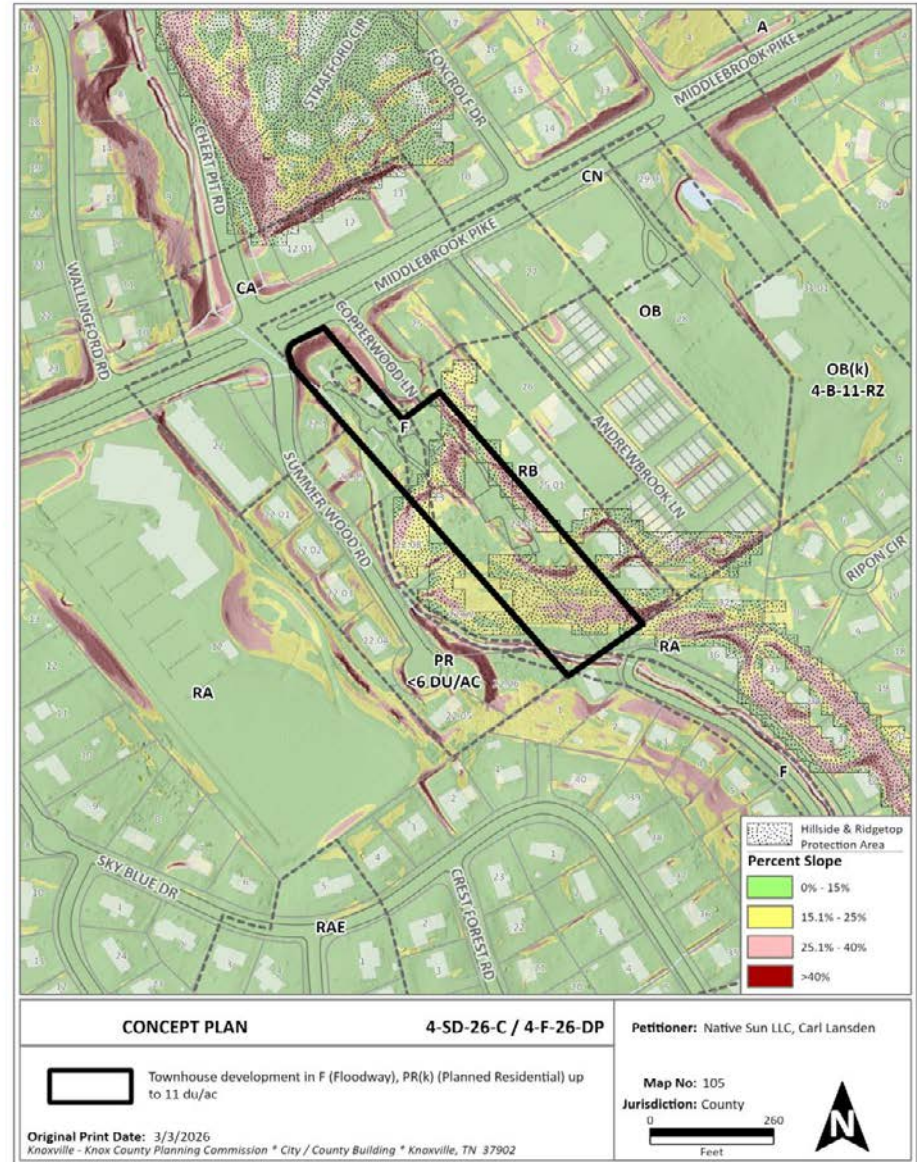 A
STRAFFORD CIR
FOXCROFT DR
MIDDLEBROOK PIKE
CHERT PIT RD
CN
MIDDLEBROOK PIKE
WALLINGFORD RD
CA
COPPERWOOD LN
OB
OB(k)
4-B-11-RZ
F
SUMMER WOOD RD
RB
ANDREWBROOK LN
RIPON CIR
PR
<6 DU/AC
RA
RA
F
SKY BLUE DR
RAE
CREST FOREST RD
Hillside & Ridgetop
Protection Area
Percent Slope
0% - 15%
15.1% - 25%
25.1% - 40%
>40%
CONCEPT PLAN
4-SD-26-C / 4-F-26-DP
Townhouse development in F (Floodway), PR(k) (Planned Residential) up
to 11 du/ac
Original Print Date: 3/3/2026
Knoxville - Knox County Planning Commission * City / County Building * Knoxville, TN 37902
Petitioner: Native Sun LLC, Carl Lansden
Map No: 105
Jurisdiction: County
0 260
Feet
N